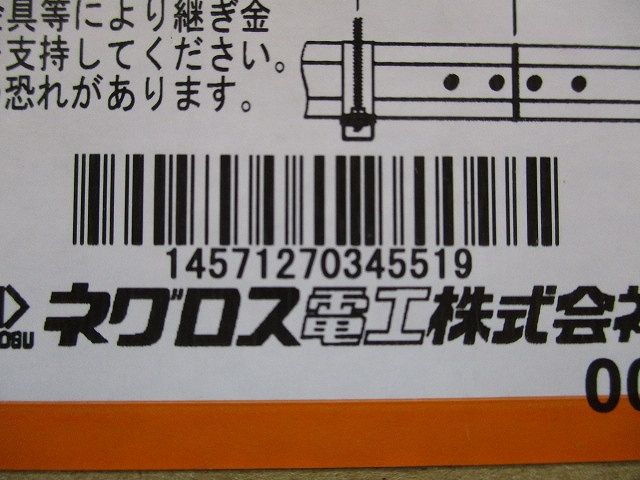 具等により継ぎ金
支持してください。
恐れがあります。
14571270345519
ネグロス電工株式会社
00